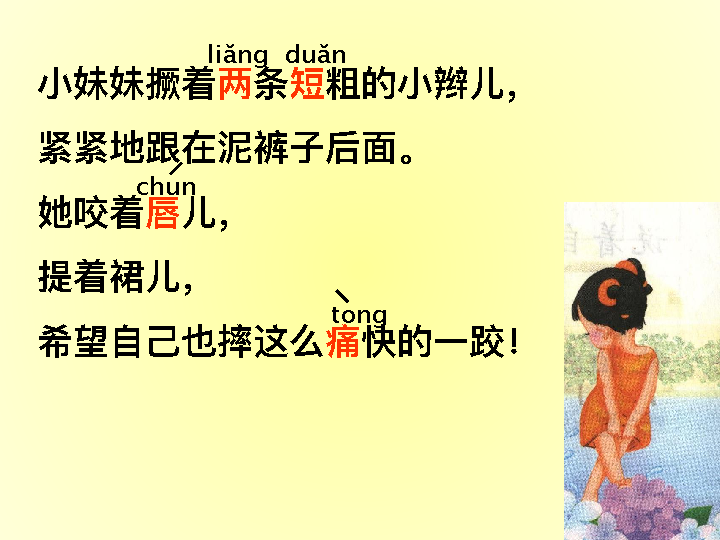 liǎng duǎn
小妹妹撅着两条短粗的小辫儿，
紧紧地跟在泥裤子后面。
chún
她咬着唇儿，
提着裙儿，
tòng
希望自己也摔这么痛快的一跤！